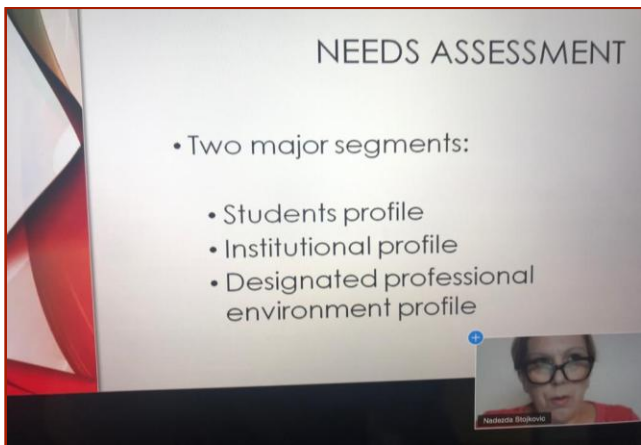 NEEDS ASSESSMENT
• Two major segments:
• Students profile
• Institutional profile
• Designated professional
environment profile
Nadezda Stojkovic